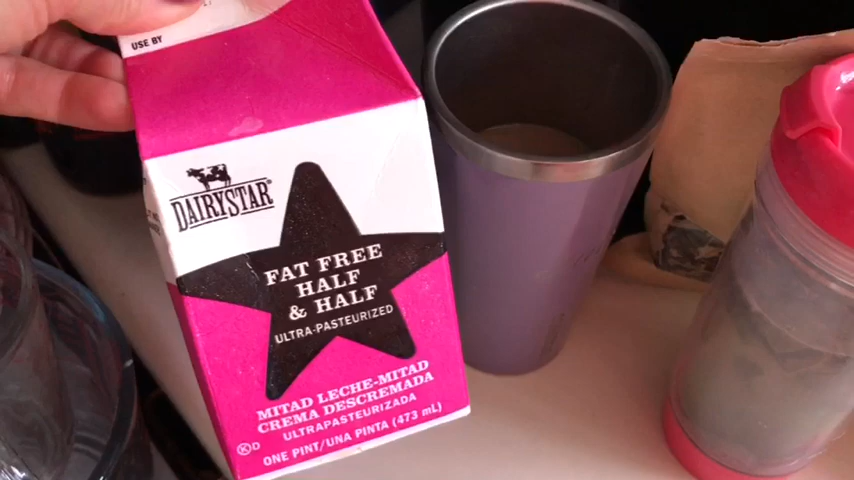 USE BY
DAIRYSTAR®
FAT FREE
HALF
& HALF
ULTRA-PASTEURIZED
MITAD LECHE-MITAD
CREMA DESCREMADA
ULTRAPASTEURIZADA
ONE PINT/UNA PINTA (473 mL)
K D